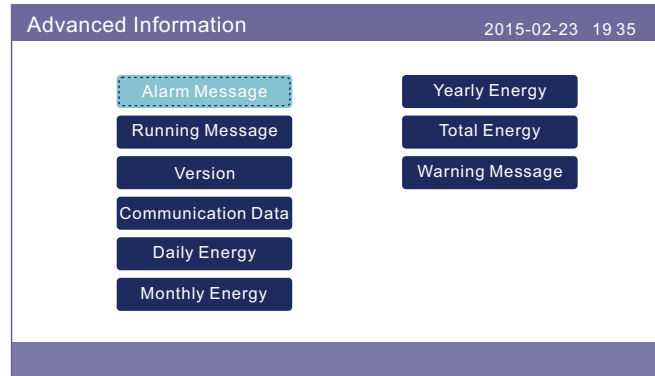 Advanced Information
2015-02-23 19 35
Alarm Message
Running Message
Version
Communication Data
Daily Energy
Monthly Energy
Yearly Energy
Total Energy
Warning Message